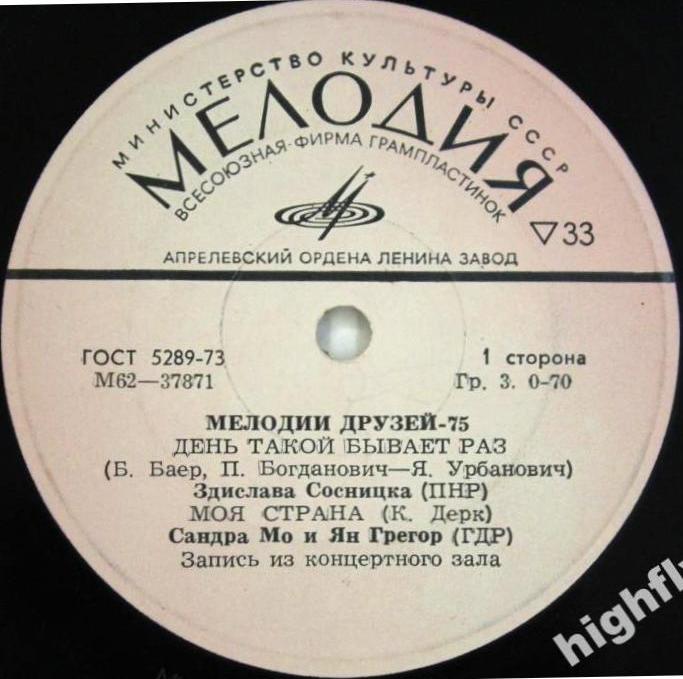 МИНИСТЕРСТВО КУЛЬТУРЫ СССР
МЕЛОДИЯ
ВСЕСОЮЗНАЯ·ФИРМА ГРАМПЛАСТИНОК
33
АПРЕЛЕВСКИЙ ОРДЕНА ЛЕНИНА ЗАВОД
ГОСТ 5289-73 1 сторона
М62—37871 Гр. 3. 0-70
МЕЛОДИИ ДРУЗЕЙ-75
ДЕНЬ ТАКОЙ БЫВАЕТ РАЗ
(Б. Баер, П. Богданович—Я. Урбанович)
Здислава Сосницка (ПНР)
МОЯ СТРАНА (К. Дерк)
Сандра Мо и Ян Грегор (ГДР)
Запись из концертного зала